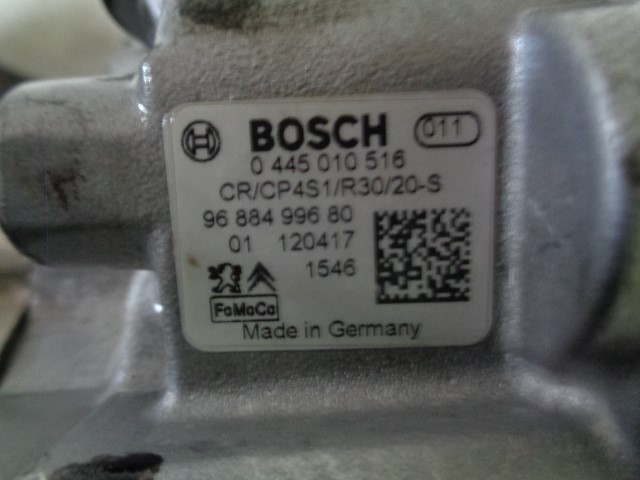 BOSCH 011
0 445 010 516
CR/CP4S1/R30/20-S
96 884 996 80
01 120417
1546
FoMoCo
Made in Germany